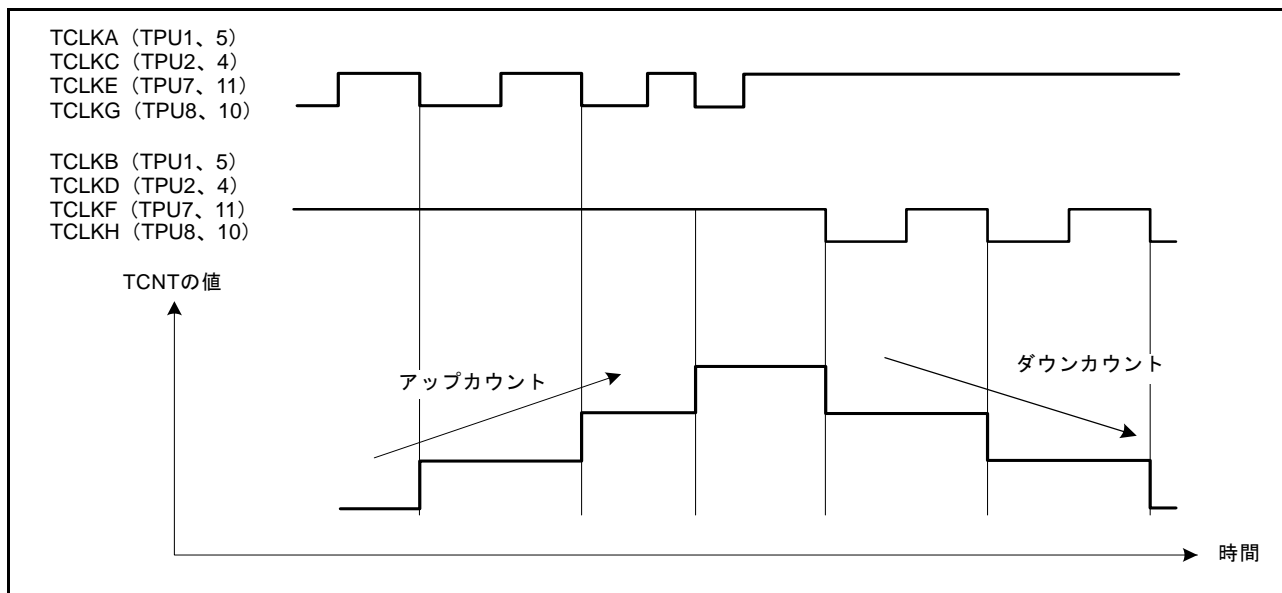 TCLKA（TPU1、5）
TCLKC（TPU2、4）
TCLKE（TPU7、11）
TCLKG（TPU8、10）
TCLKB（TPU1、5）
TCLKD（TPU2、4）
TCLKF（TPU7、11）
TCLKH（TPU8、10）
TCNTの値
アップカウント
ダウンカウント
時間